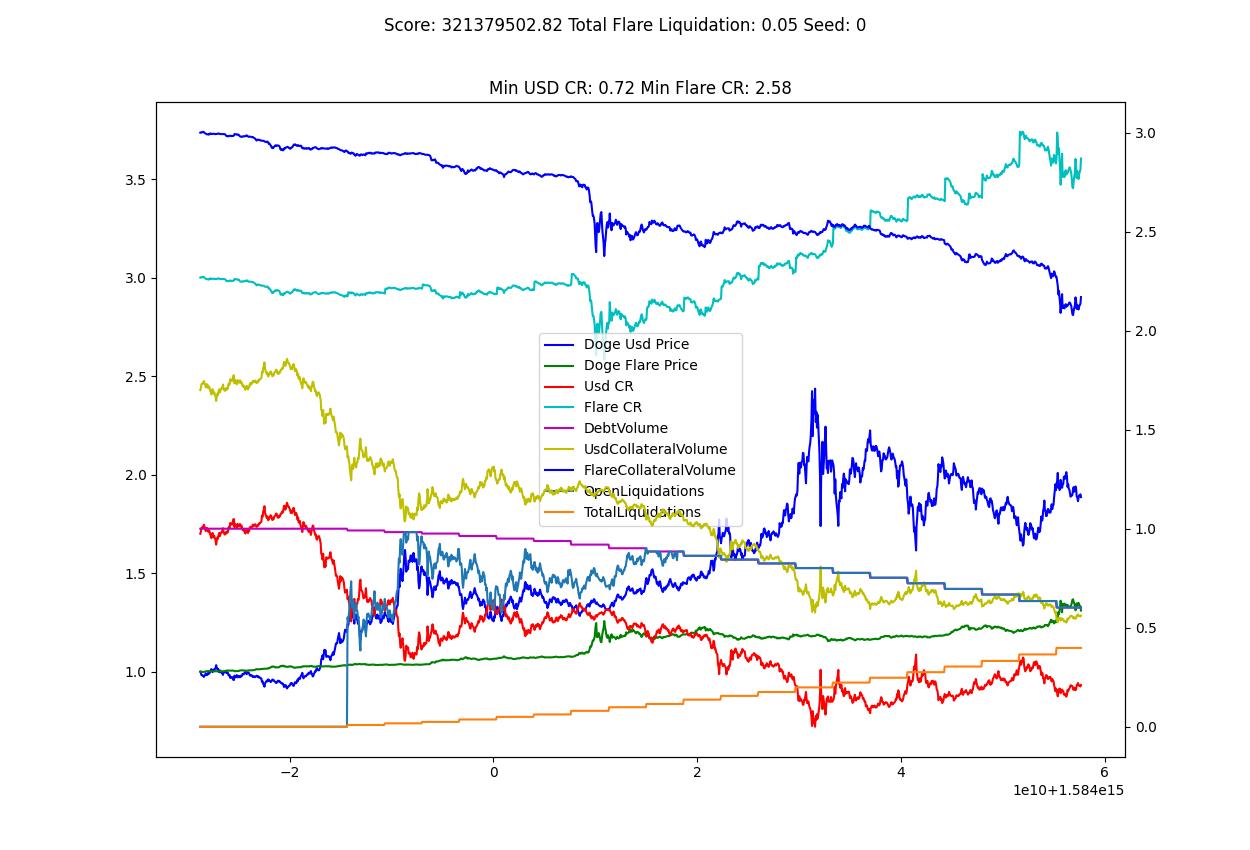 Score: 321379502.82 Total Flare Liquidation: 0.05 Seed: 0
Min USD CR: 0.72 Min Flare CR: 2.58
3.5
3.0
2.5
2.0
1.5
1.0
3.0
2.5
2.0
1.5
1.0
0.5
0.0
Doge Usd Price
Doge Flare Price
Usd CR
Flare CR
DebtVolume
UsdCollateralVolume
FlareCollateralVolume
OpenLiquidations
TotalLiquidations
−2
0
2
4
6
1e10+1.584e15